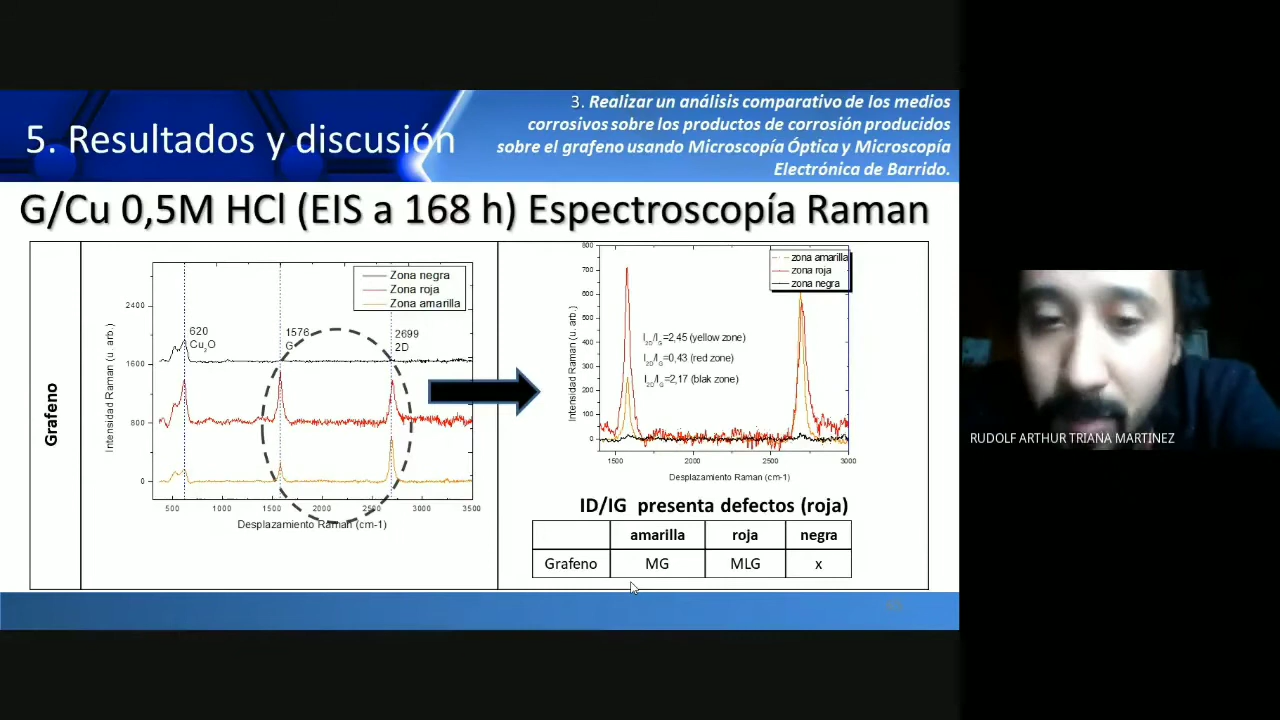 5. Resultados y discusión
3. Realizar un análisis comparativo de los medios
corrosivos sobre los productos de corrosión producidos
sobre el grafeno usando Microscopía Óptica y Microscopía
Electrónica de Barrido.
G/Cu 0,5M HCl (EIS a 168 h) Espectroscopía Raman
Grafeno
Intensidad Raman (u. arb.)
2400
1600
800
0
Zona negra
Zona roja
Zona amarilla
620
Cu2O
1576
G
2699
2D
500 1000 1500 2000 2500 3000 3500
Desplazamiento Raman (cm-1)
Intensidad Raman (u. arb.)
800
700
600
500
400
300
200
100
0
zona amarilla
zona roja
zona negra
I2D/IG=2,45 (yellow zone)
I2D/IG=0,43 (red zone)
I2D/IG=2,17 (blak zone)
1500 2000 2500 3000
Desplazamiento Raman (cm-1)
ID/IG presenta defectos (roja)
amarilla roja negra
Grafeno MG MLG x
RUDOLF ARTHUR TRIANA MARTINEZ